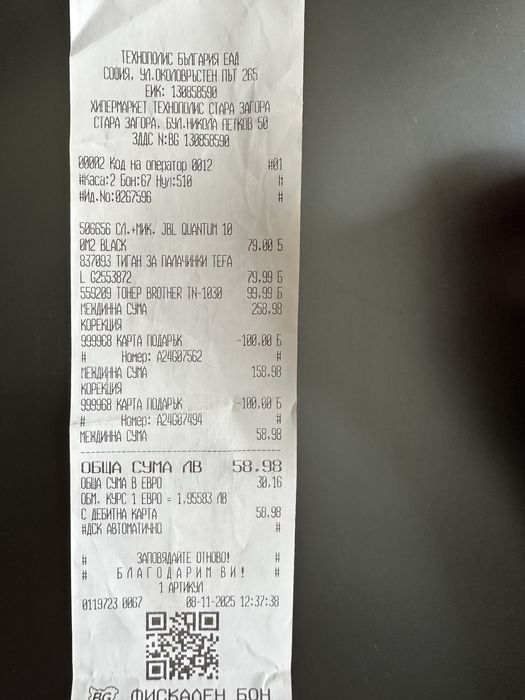 ТЕХНОПОЛИС БЪЛГАРИЯ ЕАД
СОФИЯ, УЛ.ОКОЛОВРЪСТЕН ПЪТ 265
ЕИК: 130858590
ХИПЕРМАРКЕТ ТЕХНОПОЛИС СТАРА ЗАГОРА
СТАРА ЗАГОРА, БУЛ.НИКОЛА ПЕТКОВ 50
ЗДДС N:BG 130858590
00002 Код на оператор 0012 #01
#Каса:2 Бон:67 Нул:510 #
#Ид.No:0267596 #
506656 СЛ.+МИК. JBL QUANTUM 10
0M2 BLACK 79,00 Б
837093 ТИГАН ЗА ПАЛАЧИНКИ TEFA
L G2553872 79,99 Б
559209 ТОНЕР BROTHER TN-1030 99,99 Б
МЕЖДИННА СУМА 258,98
КОРЕКЦИЯ
999968 КАРТА ПОДАРЪК -100,00 Б
# Номер: A24G07562 #
МЕЖДИННА СУМА 158,98
КОРЕКЦИЯ
999968 КАРТА ПОДАРЪК -100,00 Б
# Номер: A24G07494 #
МЕЖДИННА СУМА 58,98
ОБЩА СУМА ЛВ 58.98
ОБЩА СУМА В ЕВРО 30,16
ОБМ. КУРС 1 ЕВРО = 1,95583 ЛВ
С ДЕБИТНА КАРТА 58,98
#ДСК АВТОМАТИЧНО #
# ЗАПОВЯДАЙТЕ ОТНОВО! #
# Б Л А Г О Д А Р И М В И ! #
1 АРТИКУЛ
0119723 0067 08-11-2025 12:37:38
BG ФИСКАЛЕН БОН